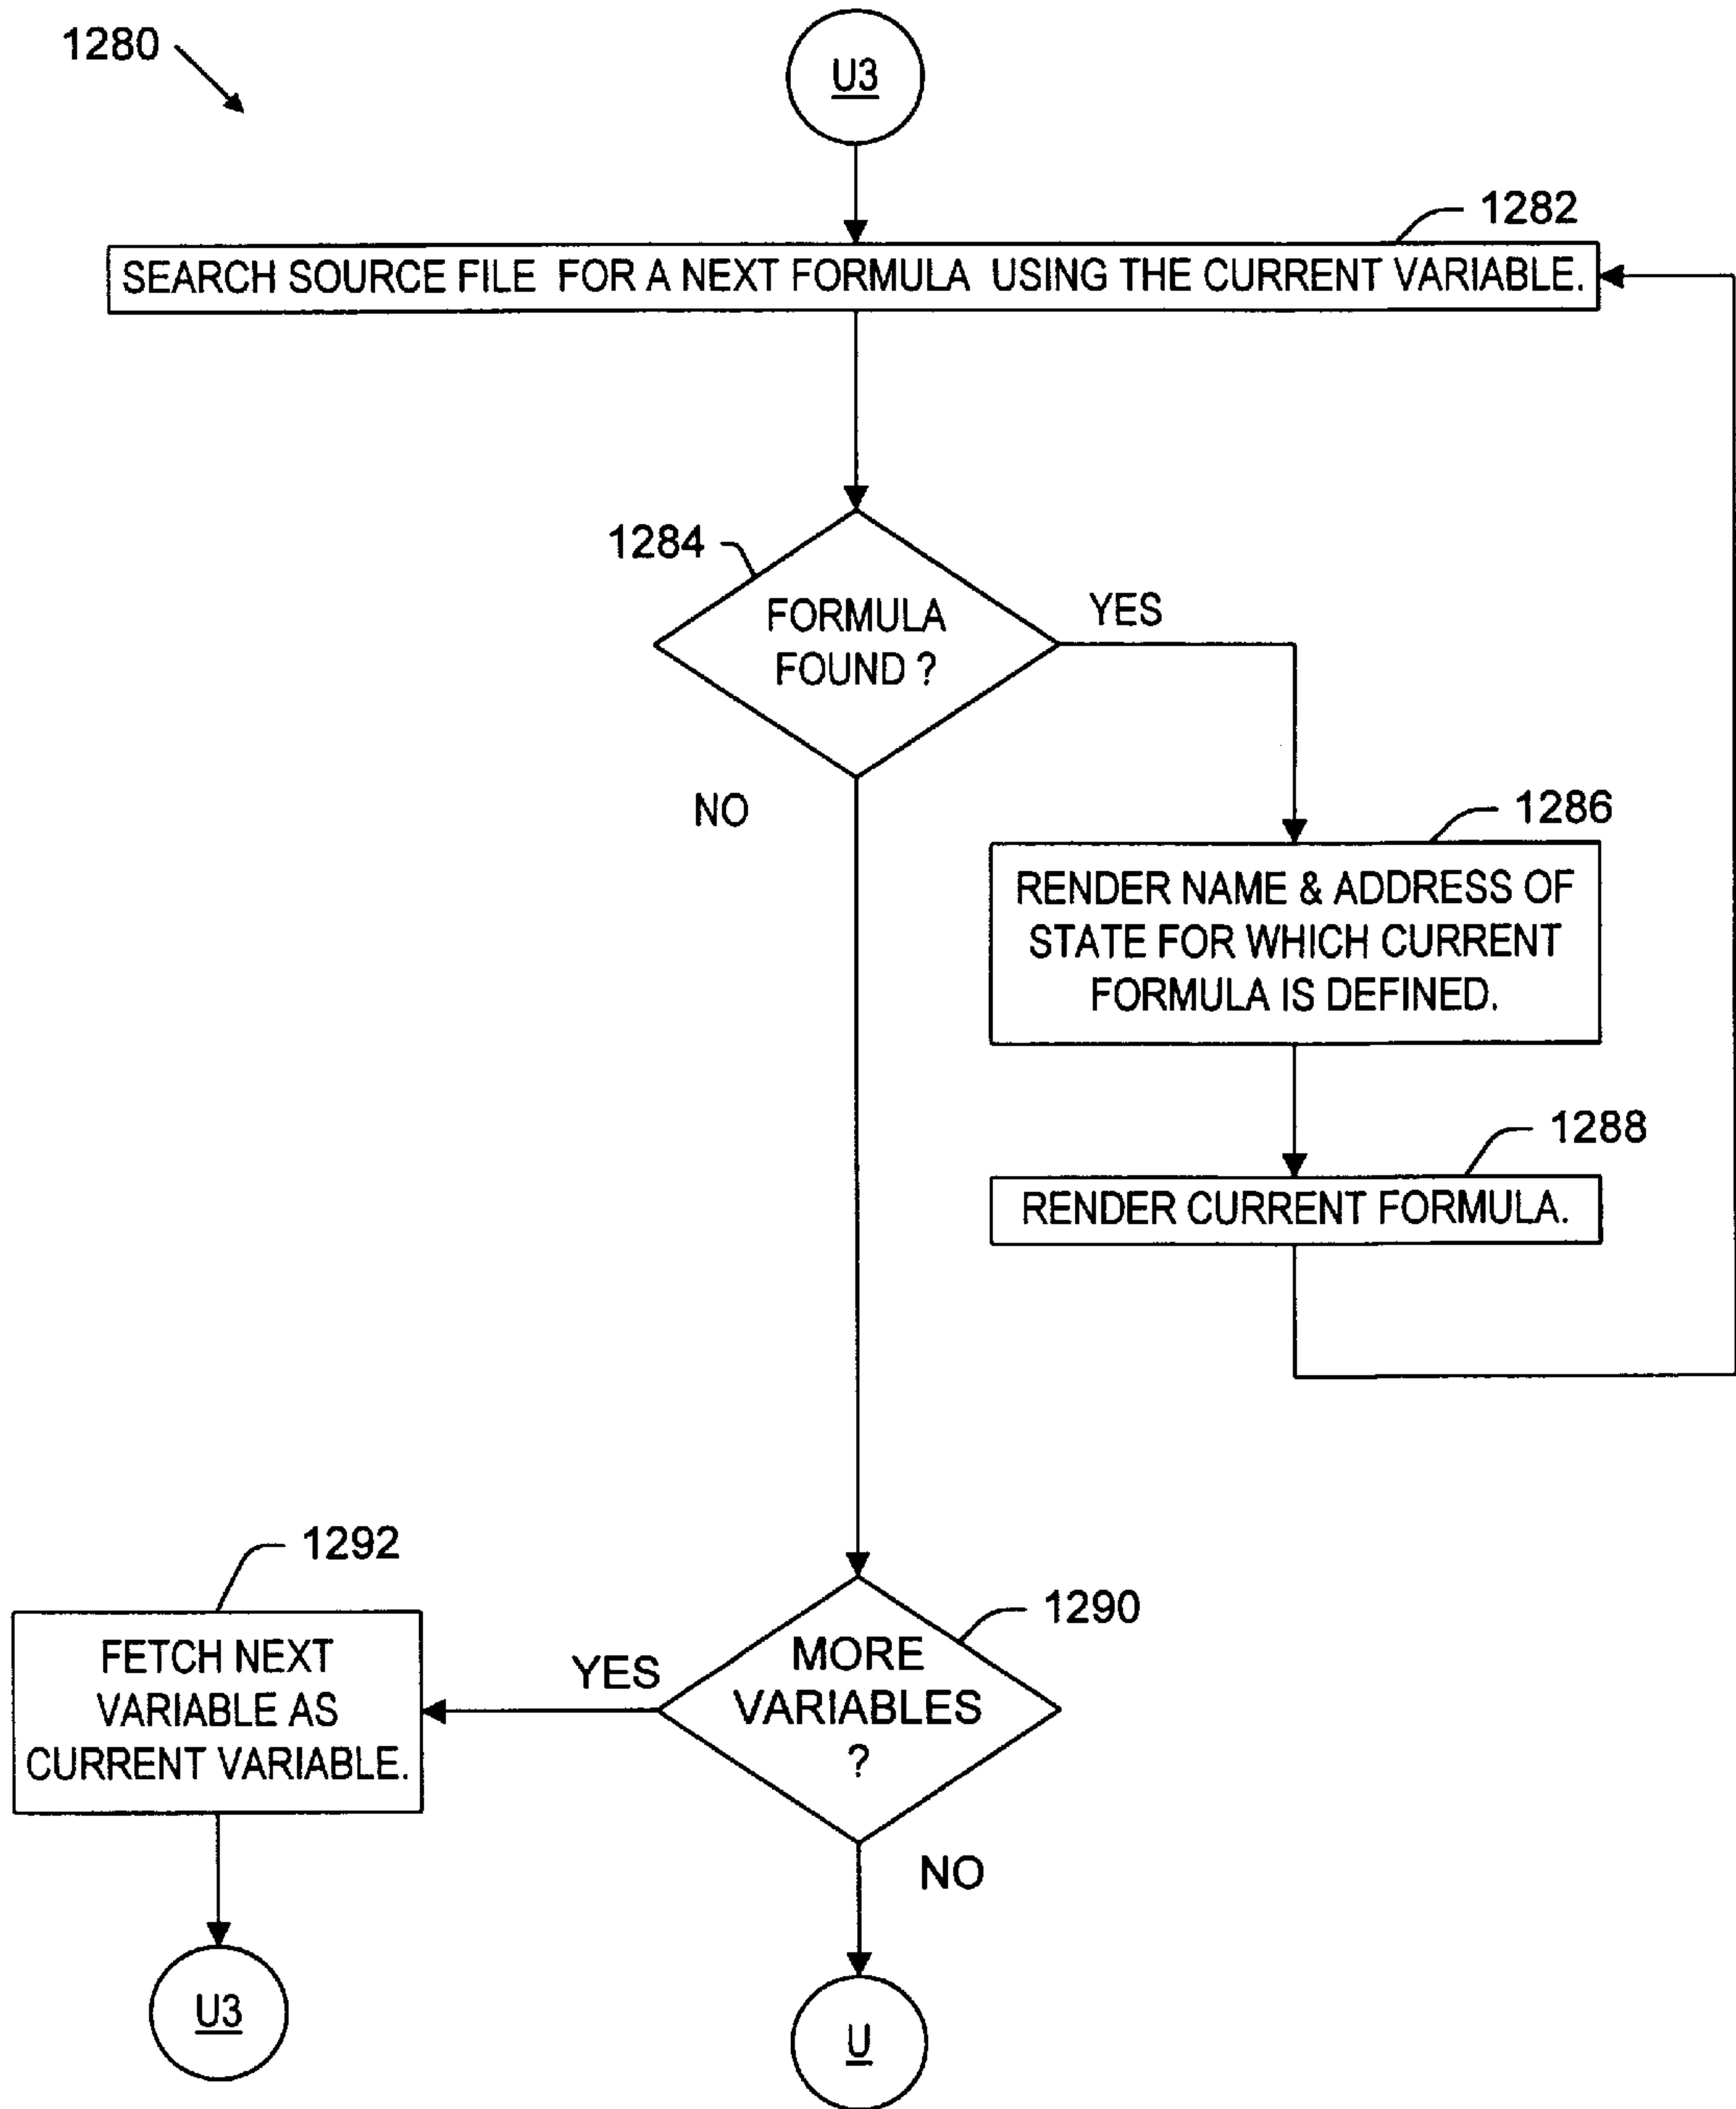 1280
U3
1282
SEARCH SOURCE FILE FOR A NEXT FORMULA USING THE CURRENT VARIABLE.
1284
FORMULA
FOUND ?
YES
NO
1286
RENDER NAME & ADDRESS OF
STATE FOR WHICH CURRENT
FORMULA IS DEFINED.
1288
RENDER CURRENT FORMULA.
1292
FETCH NEXT
VARIABLE AS
CURRENT VARIABLE.
YES
1290
MORE
VARIABLES
?
NO
U3
U